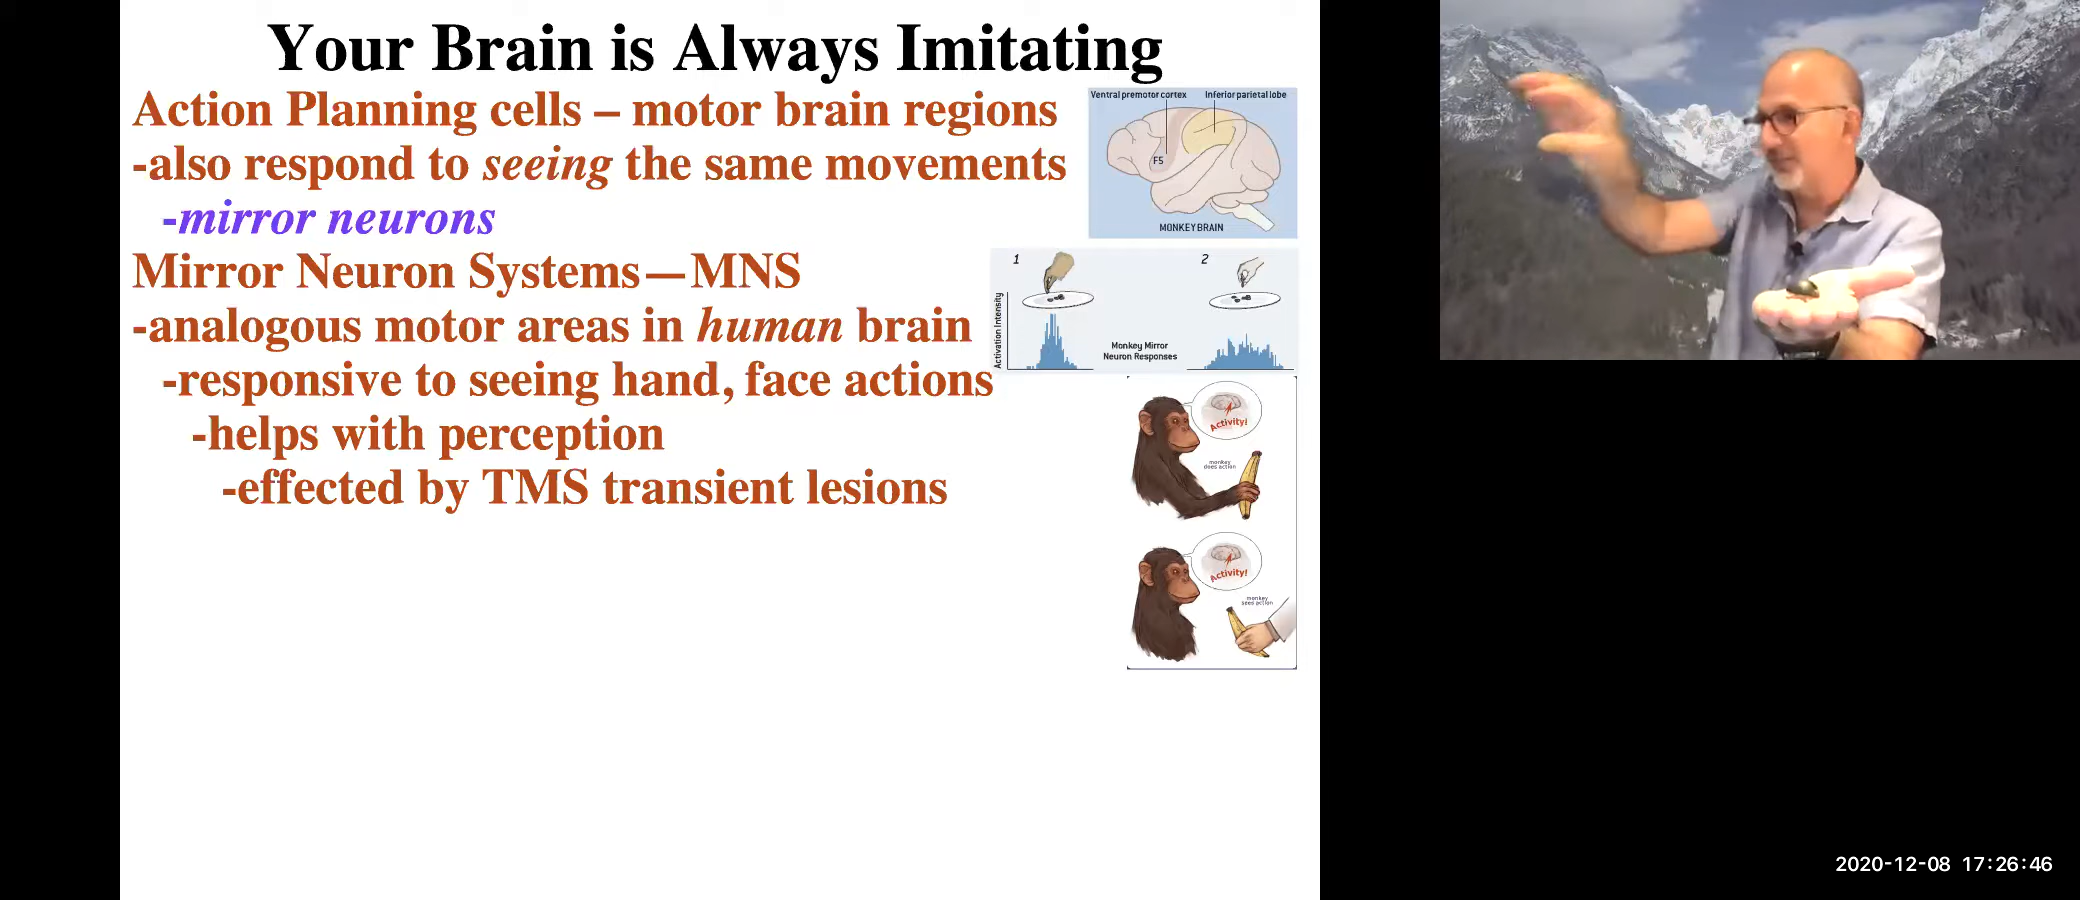 Your Brain is Always Imitating
Action Planning cells – motor brain regions
-also respond to seeing the same movements
-mirror neurons
Mirror Neuron Systems—MNS
-analogous motor areas in human brain
-responsive to seeing hand, face actions
-helps with perception
-effected by TMS transient lesions
Ventral premotor cortex
Inferior parietal lobe
F5
MONKEY BRAIN
1
2
Activation Intensity
Monkey Mirror
Neuron Responses
Activity!
monkey
does action
Activity!
monkey
sees action
2020-12-08 17:26:46